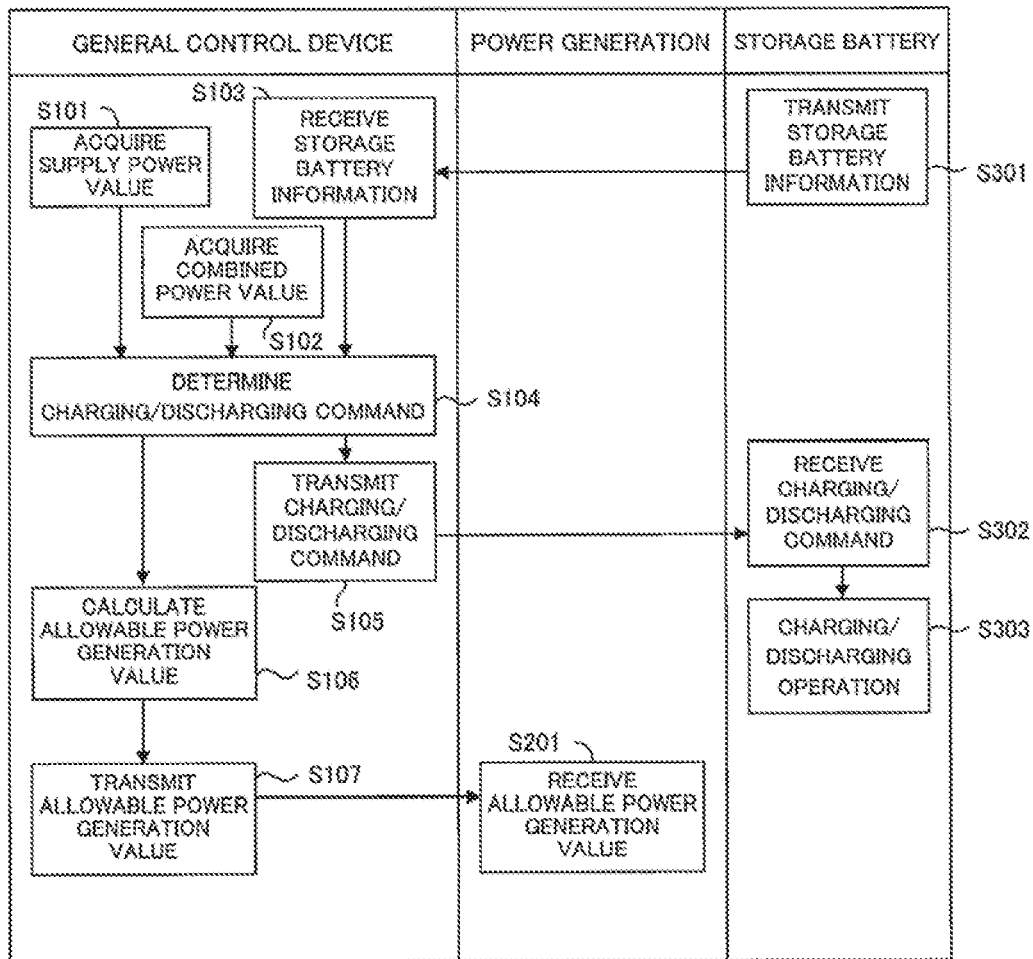 GENERAL CONTROL DEVICE
POWER GENERATION
STORAGE BATTERY
S101
ACQUIRE
SUPPLY POWER
VALUE
S103
RECEIVE
STORAGE
BATTERY
INFORMATION
TRANSMIT
STORAGE
BATTERY
INFORMATION
S301
ACQUIRE
COMBINED
POWER VALUE
S102
DETERMINE
CHARGING/DISCHARGING COMMAND
S104
TRANSMIT
CHARGING/
DISCHARGING
COMMAND
S105
RECEIVE
CHARGING/
DISCHARGING
COMMAND
S302
CALCULATE
ALLOWABLE POWER
GENERATION
VALUE
S106
CHARGING/
DISCHARGING
OPERATION
S303
TRANSMIT
ALLOWABLE POWER
GENERATION
VALUE
S107
S201
RECEIVE
ALLOWABLE POWER
GENERATION
VALUE